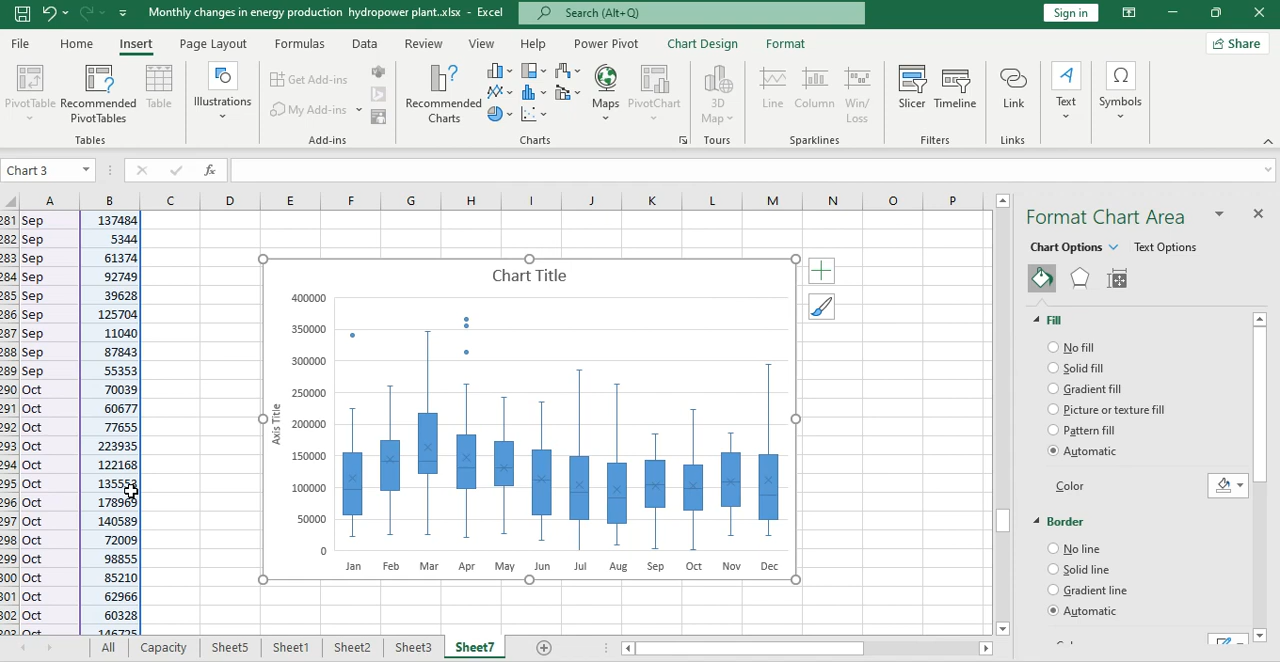 Monthly changes in energy production hydropower plant..xlsx - Excel
Search (Alt+Q)
Sign in
File Home Insert Page Layout Formulas Data Review View Help Power Pivot Chart Design Format
Share
PivotTable
Recommended PivotTables
Table
Tables
Illustrations
Get Add-ins
My Add-ins
Add-ins
Recommended Charts
Maps
PivotChart
Charts
3D Map
Tours
Line
Column
Win/Loss
Sparklines
Slicer
Timeline
Filters
Link
Links
Text
Symbols
Chart 3
fx
A B C D E F G H I J K L M N O P
281 Sep 137484
282 Sep 5344
283 Sep 61374
284 Sep 92749
285 Sep 39628
286 Sep 125704
287 Sep 11040
288 Sep 87843
289 Sep 55353
290 Oct 70039
291 Oct 60677
292 Oct 77655
293 Oct 223935
294 Oct 122168
295 Oct 135553
296 Oct 178969
297 Oct 140589
298 Oct 72009
299 Oct 98855
300 Oct 85210
301 Oct 62966
302 Oct 60328
303 Oct 146725
Chart Title
Axis Title
400000
350000
300000
250000
200000
150000
100000
50000
0
Jan Feb Mar Apr May Jun Jul Aug Sep Oct Nov Dec
Format Chart Area
Chart Options
Text Options
Fill
No fill
Solid fill
Gradient fill
Picture or texture fill
Pattern fill
Automatic
Color
Border
No line
Solid line
Gradient line
Automatic
All Capacity Sheet5 Sheet1 Sheet2 Sheet3 Sheet7